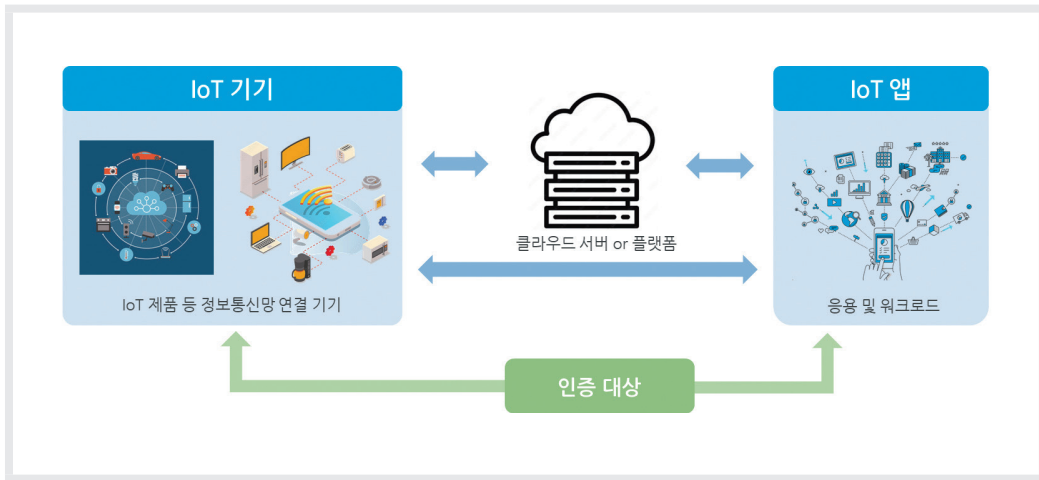 IoT 기기
IoT 앱
클라우드 서버 or 플랫폼
IoT 제품 등 정보통신망 연결 기기
응용 및 워크로드
인증 대상